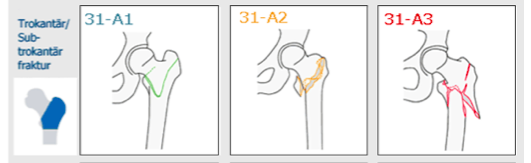 Trokantär/
Sub-
trokantär
fraktur
31-A1
31-A2
31-A3